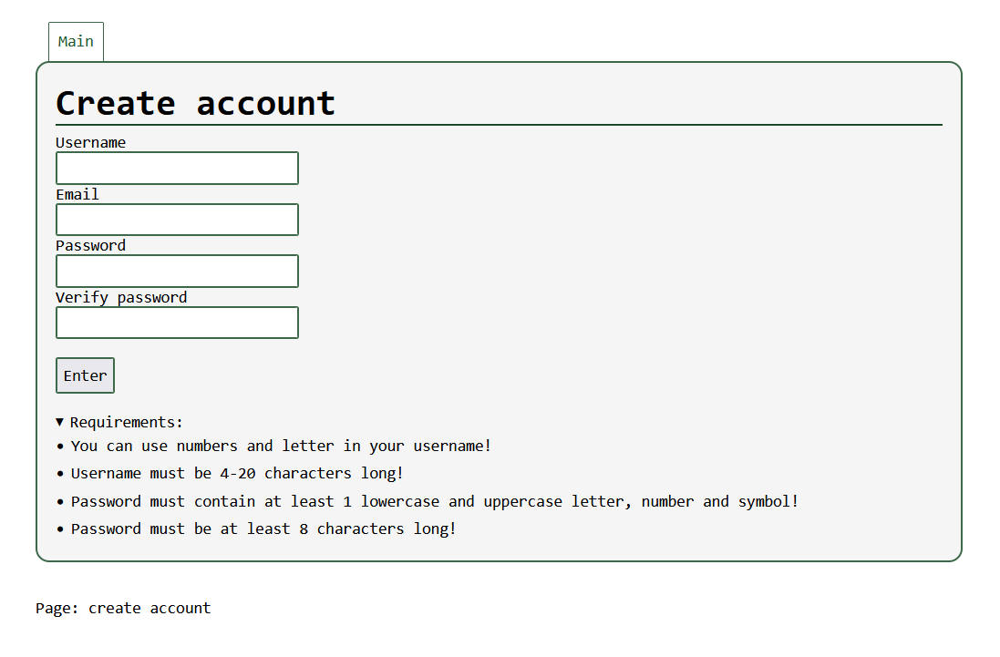 Main
Create account
Username
Email
Password
Verify password
Enter
▼ Requirements:
• You can use numbers and letter in your username!
• Username must be 4-20 characters long!
• Password must contain at least 1 lowercase and uppercase letter, number and symbol!
• Password must be at least 8 characters long!
Page: create account